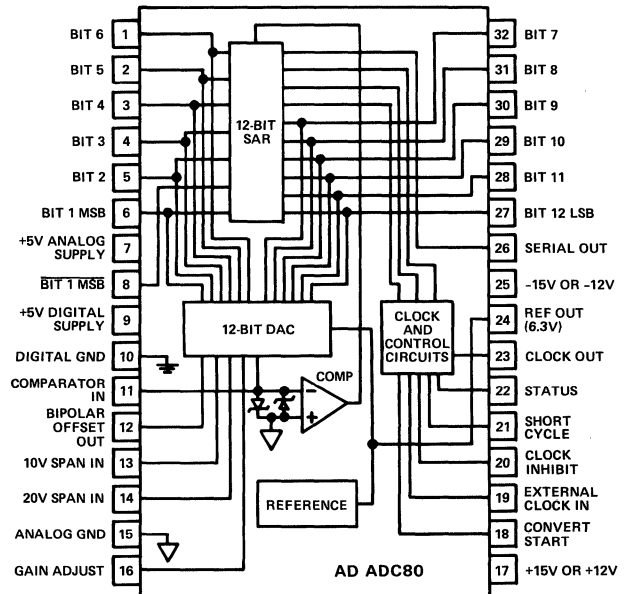 BIT 6 1
BIT 5 2
BIT 4 3
BIT 3 4
BIT 2 5
BIT 1 MSB 6
+5V ANALOG
SUPPLY 7
BIT 1 MSB 8
+5V DIGITAL
SUPPLY 9
DIGITAL GND 10
COMPARATOR
IN 11
BIPOLAR
OFFSET
OUT 12
10V SPAN IN 13
20V SPAN IN 14
ANALOG GND 15
GAIN ADJUST 16
12-BIT
SAR
12-BIT DAC
COMP
−
+
REFERENCE
CLOCK
AND
CONTROL
CIRCUITS
AD ADC80
32 BIT 7
31 BIT 8
30 BIT 9
29 BIT 10
28 BIT 11
27 BIT 12 LSB
26 SERIAL OUT
25 -15V OR -12V
24 REF OUT
(6.3V)
23 CLOCK OUT
22 STATUS
21 SHORT
CYCLE
20 CLOCK
INHIBIT
19 EXTERNAL
CLOCK IN
18 CONVERT
START
17 +15V OR +12V